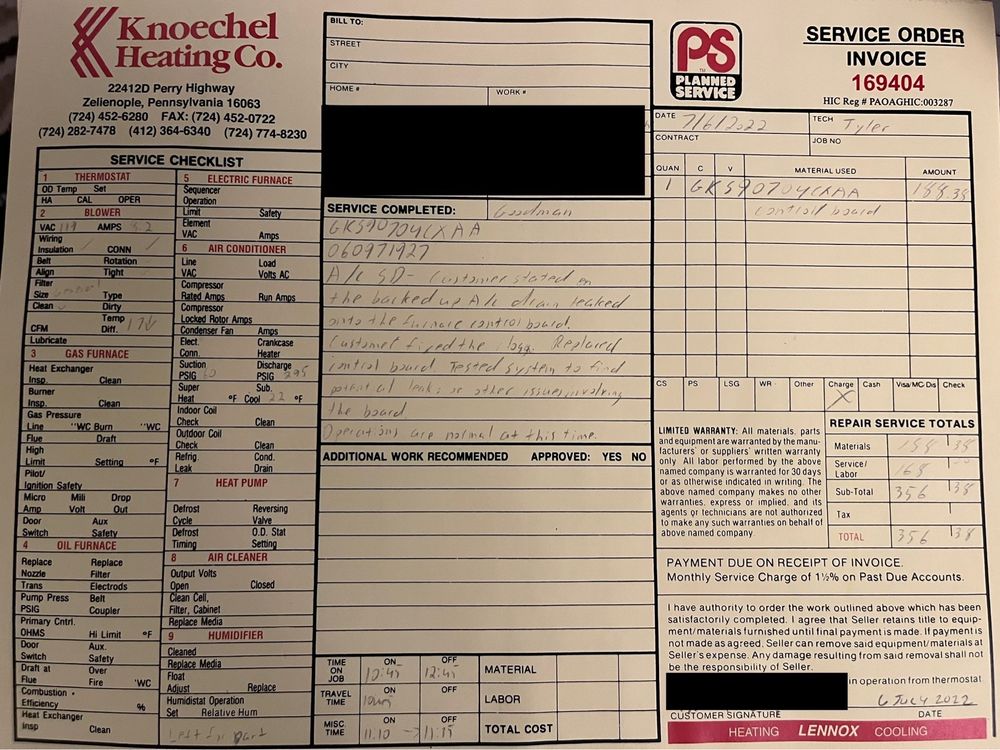 Knoechel
Heating Co.
22412D Perry Highway
Zelienople, Pennsylvania 16063
(724) 452-6280 FAX: (724) 452-0722
(724) 282-7478 (412) 364-6340 (724) 774-8230
BILL TO:
STREET
CITY
HOME #
WORK #
PS
TM
PLANNED
SERVICE
SERVICE ORDER
INVOICE
169404
HIC Reg # PAOAGHIC:003287
DATE 7/6/2022
TECH Tyler
CONTRACT
JOB NO
QUAN C V MATERIAL USED AMOUNT
1 GKS90704CXAA
control board
SERVICE CHECKLIST
1 THERMOSTAT
OD Temp Set
HA CAL OPER
2 BLOWER
VAC AMPS
Wiring
Insulation CONN
Belt Rotation
Align Tight
Filter
Size Type
Clean Dirty
Temp
CFM Diff.
Lubricate
3 GAS FURNACE
Heat Exchanger
Insp. Clean
Burner
Insp. Clean
Gas Pressure
Line "WC Burn "WC
Flue Draft
High
Limit Setting °F
Pilot/
Ignition Safety
Micro Mili Drop
Amp Volt Out
Door Aux
Switch Safety
4 OIL FURNACE
Replace Replace
Nozzle Filter
Trans Electrods
Pump Press Belt
PSIG Coupler
Primary Cntrl.
OHMS Hi Limit °F
Door Aux.
Switch Safety
Draft at Over
Flue Fire 'WC
Combustion
Efficiency %
Heat Exchanger
Insp Clean
5 ELECTRIC FURNACE
Sequencer
Operation
Limit Safety
Element
VAC Amps
6 AIR CONDITIONER
Line Load
VAC Volts AC
Compressor
Rated Amps Run Amps
Compressor
Locked Rotor Amps
Condenser Fan Amps
Elect. Crankcase
Conn. Heater
Suction Discharge
PSIG PSIG 295
Super Sub.
Heat °F Cool 22 °F
Indoor Coil
Check Clean
Outdoor Coil
Check Clean
Refrig. Cond.
Leak Drain
7 HEAT PUMP
Defrost Reversing
Cycle Valve
Defrost O.D. Stat
Timing Setting
8 AIR CLEANER
Output Volts
Open Closed
Clean Cell,
Filter, Cabinet
Replace Media
9 HUMIDIFIER
Cleaned
Replace Media
Float
Adjust Replace
Humidistat Operation
Set Relative Hum
SERVICE COMPLETED: Goodman
GKS90704CXAA
060971927
A/C SD - Customer stated
the backed up A/C drain leaked
onto the furnace control board.
Customer fixed the Replaced
control board. Tested system to find
potential leaks or other issues involving
the board
Operations are normal at this time.
ADDITIONAL WORK RECOMMENDED APPROVED: YES NO
TIME
ON
JOB
ON 10:45
OFF 12:45
MATERIAL
TRAVEL
TIME
ON
OFF
LABOR
MISC.
TIME
ON 11:10
OFF 11:15
TOTAL COST
CS PS LSG WR Other Charge Cash Visa/MC/Dis Check
X
LIMITED WARRANTY: All materials, parts
and equipment are warranted by the manu-
facturers' or suppliers' written warranty
only. All labor performed by the above
named company is warranted for 30 days
or as otherwise indicated in writing. The
above named company makes no other
warranties, express or implied, and its
agents or technicians are not authorized
to make any such warranties on behalf of
above named company
REPAIR SERVICE TOTALS
Materials
Service/
Labor
Sub-Total 356 38
Tax
TOTAL 356 38
PAYMENT DUE ON RECEIPT OF INVOICE.
Monthly Service Charge of 1½% on Past Due Accounts.
I have authority to order the work outlined above which has been
satisfactorily completed. I agree that Seller retains title to equip-
ment/materials furnished until final payment is made. If payment is
not made as agreed. Seller can remove said equipment/materials at
Seller's expense. Any damage resulting from said removal shall not
be the responsibility of Seller.
in operation from thermostat
6 July 2022
CUSTOMER SIGNATURE DATE
HEATING LENNOX COOLING